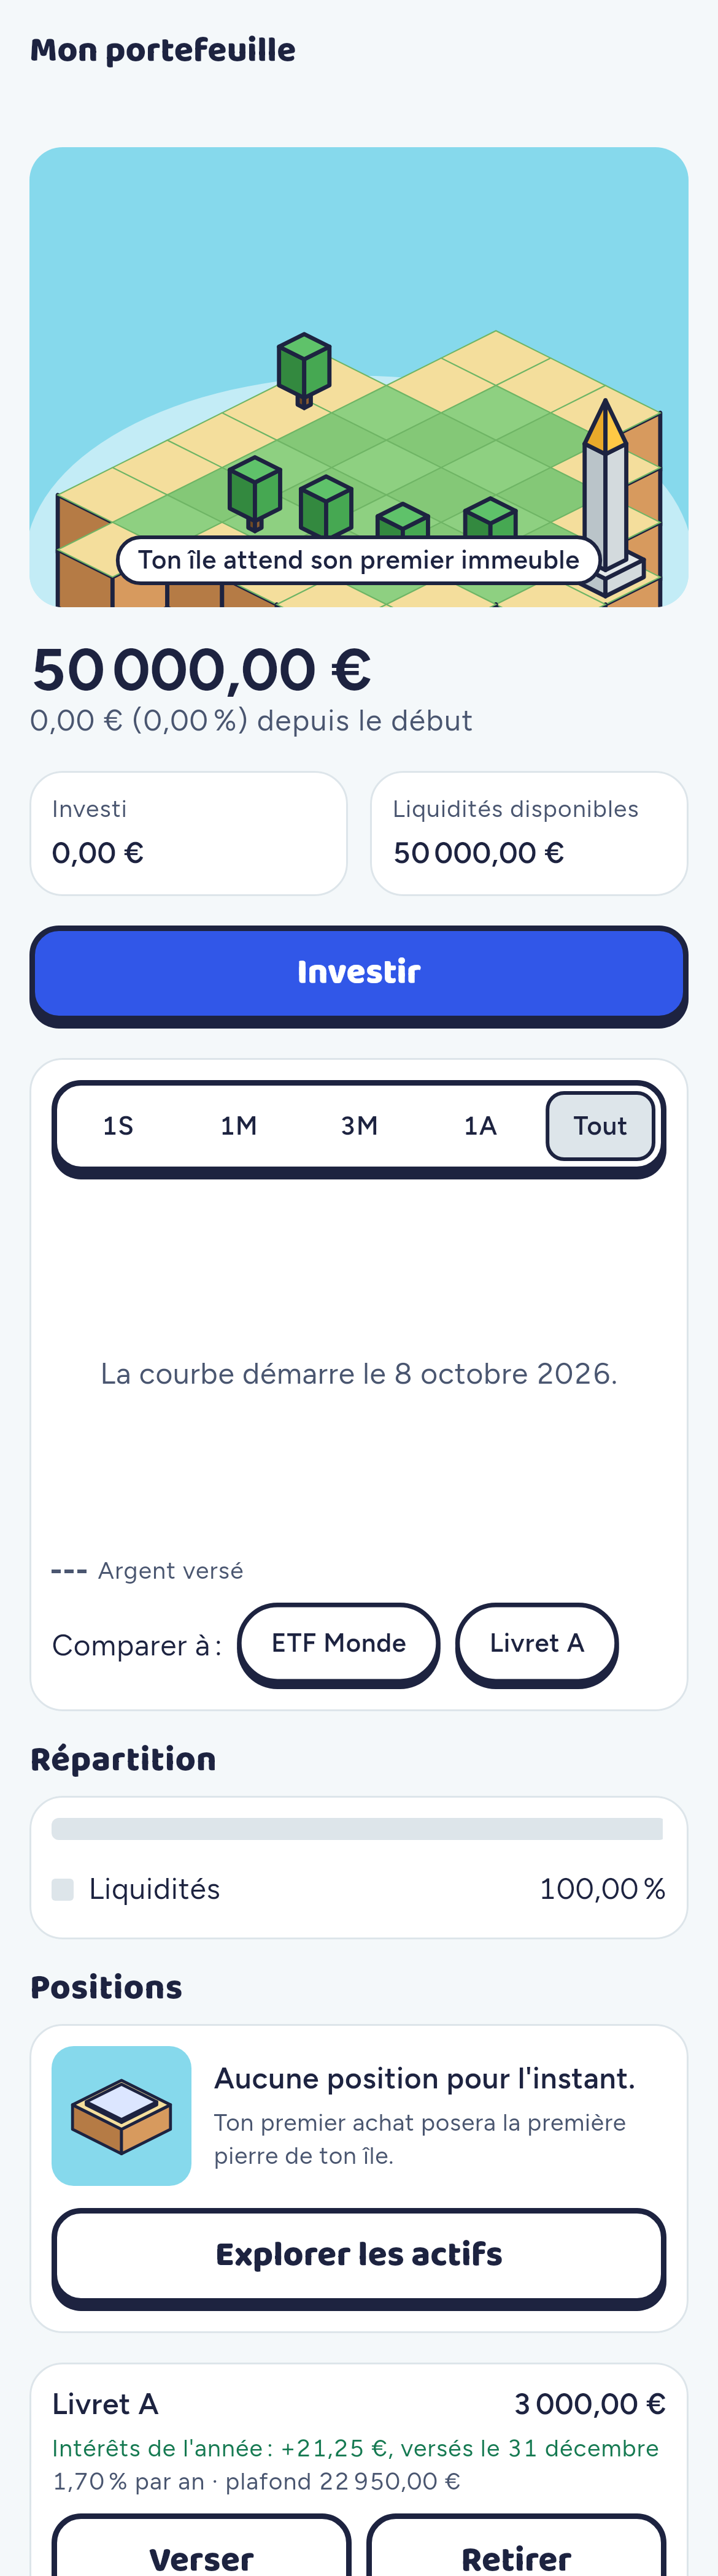 Mon portefeuille
Ton île attend son premier immeuble
50 000,00 €
0,00 € (0,00 %) depuis le début
Investi
0,00 €
Liquidités disponibles
50 000,00 €
Investir
1S 1M 3M 1A Tout
La courbe démarre le 8 octobre 2026.
Argent versé
Comparer à : ETF Monde Livret A
Répartition
Liquidités 100,00 %
Positions
Aucune position pour l'instant.
Ton premier achat posera la première
pierre de ton île.
Explorer les actifs
Livret A 3 000,00 €
Intérêts de l'année : +21,25 €, versés le 31 décembre
1,70 % par an · plafond 22 950,00 €
Verser Retirer